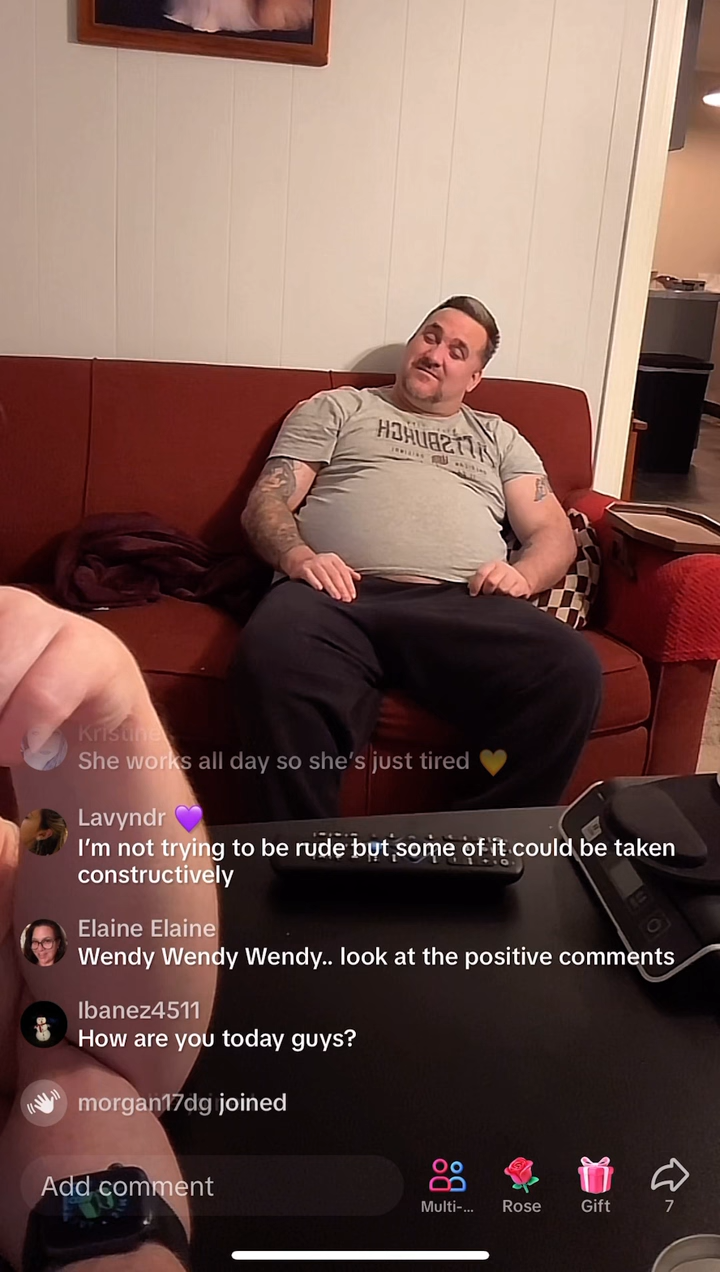 PITTSBURGH
Kristine
She works all day so she's just tired 💛
Lavyndr 💜
I'm not trying to be rude but some of it could be taken
constructively
Elaine Elaine
Wendy Wendy Wendy.. look at the positive comments
Ibanez4511
How are you today guys?
morgan17dg joined
Add comment
Multi-...
Rose
Gift
7